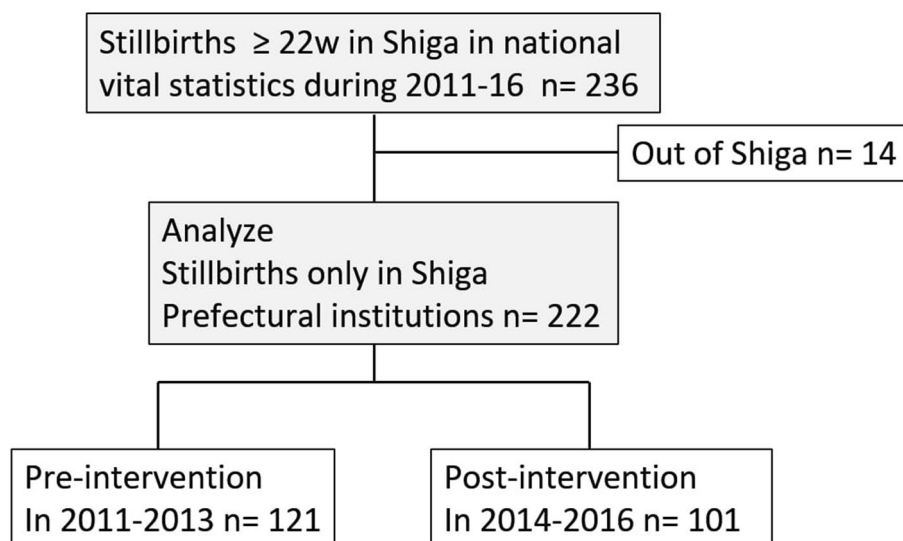 Stillbirths ≥ 22w in Shiga in national
vital statistics during 2011-16 n= 236
Out of Shiga n= 14
Analyze
Stillbirths only in Shiga
Prefectural institutions n= 222
Pre-intervention
In 2011-2013 n= 121
Post-intervention
In 2014-2016 n= 101